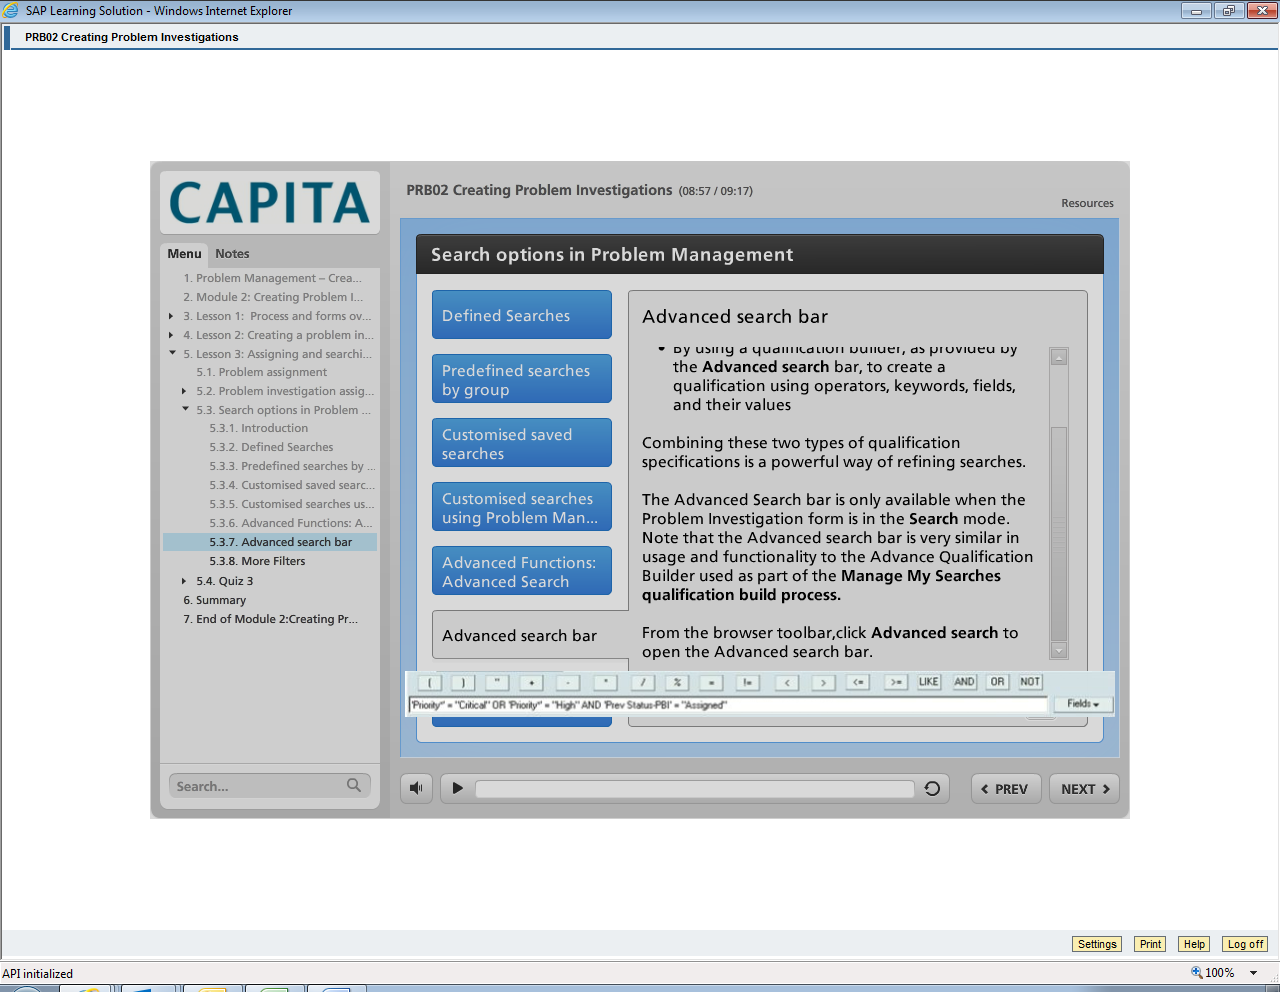 SAP Learning Solution - Windows Internet Explorer
PRB02 Creating Problem Investigations
CAPITA
PRB02 Creating Problem Investigations (08:57 / 09:17)
Resources
Menu
Notes
1. Problem Management – Crea...
2. Module 2: Creating Problem I...
3. Lesson 1: Process and forms ov...
4. Lesson 2: Creating a problem in...
5. Lesson 3: Assigning and searchi...
5.1. Problem assignment
5.2. Problem investigation assig...
5.3. Search options in Problem ...
5.3.1. Introduction
5.3.2. Defined Searches
5.3.3. Predefined searches by ...
5.3.4. Customised saved searc...
5.3.5. Customised searches us...
5.3.6. Advanced Functions: A...
5.3.7. Advanced search bar
5.3.8. More Filters
5.4. Quiz 3
6. Summary
7. End of Module 2:Creating Pr...
Search...
Search options in Problem Management
Defined Searches
Predefined searches
by group
Customised saved
searches
Customised searches
using Problem Man...
Advanced Functions:
Advanced Search
Advanced search bar
Advanced search bar
• By using a qualification builder, as provided by
the Advanced search bar, to create a
qualification using operators, keywords, fields,
and their values
Combining these two types of qualification
specifications is a powerful way of refining searches.
The Advanced Search bar is only available when the
Problem Investigation form is in the Search mode.
Note that the Advanced search bar is very similar in
usage and functionality to the Advance Qualification
Builder used as part of the Manage My Searches
qualification build process.
From the browser toolbar,click Advanced search to
open the Advanced search bar.
( ) " + - * / % = != < > <= >= LIKE AND OR NOT
'Priority*' = "Critical" OR 'Priority*' = "High" AND 'Prev Status-PBI' = "Assigned"
Fields
PREV
NEXT
Settings
Print
Help
Log off
API initialized
100%